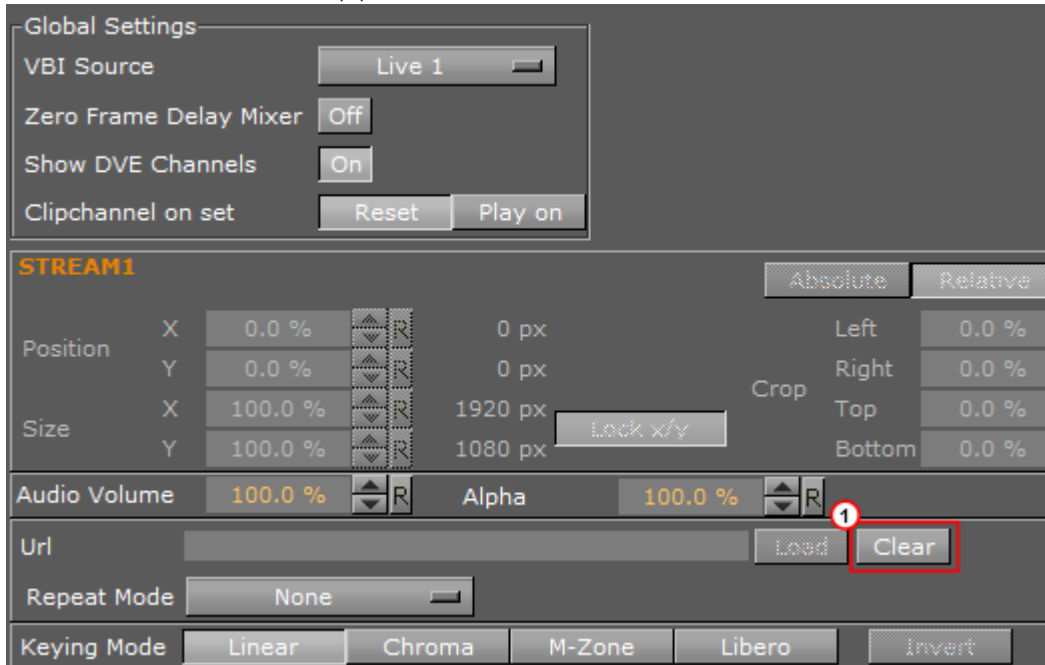 Global Settings
VBI Source Live 1
Zero Frame Delay Mixer Off
Show DVE Channels On
Clipchannel on set Reset Play on
STREAM1 Absolute Relative
Position X 0.0 % R 0 px Crop Left 0.0 %
Y 0.0 % R 0 px Right 0.0 %
Size X 100.0 % R 1920 px Lock x/y Top 0.0 %
Y 100.0 % R 1080 px Bottom 0.0 %
Audio Volume 100.0 % R Alpha 100.0 % R
1
Url Load Clear
Repeat Mode None
Keying Mode Linear Chroma M-Zone Libero Invert